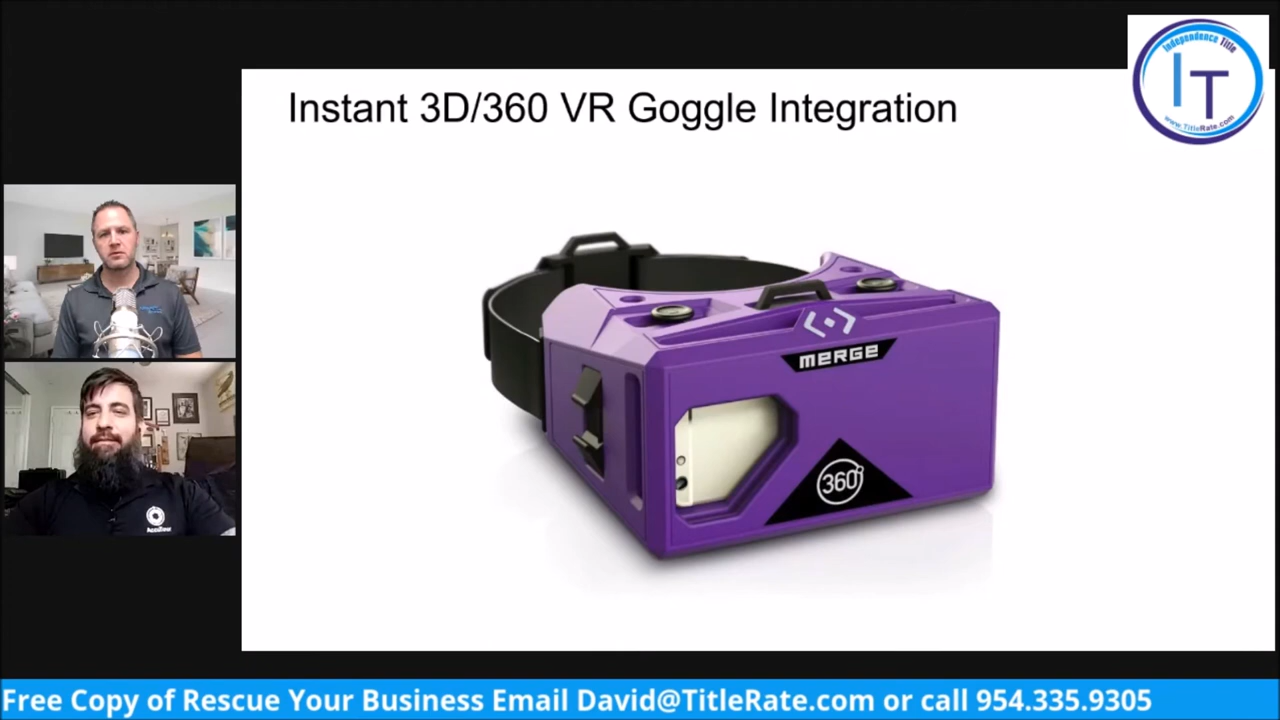 Independence Title
IT
www.TitleRate.com
Instant 3D/360 VR Goggle Integration
MERGE
360°
AccuTour
Free Copy of Rescue Your Business Email David@TitleRate.com or call 954.335.9305